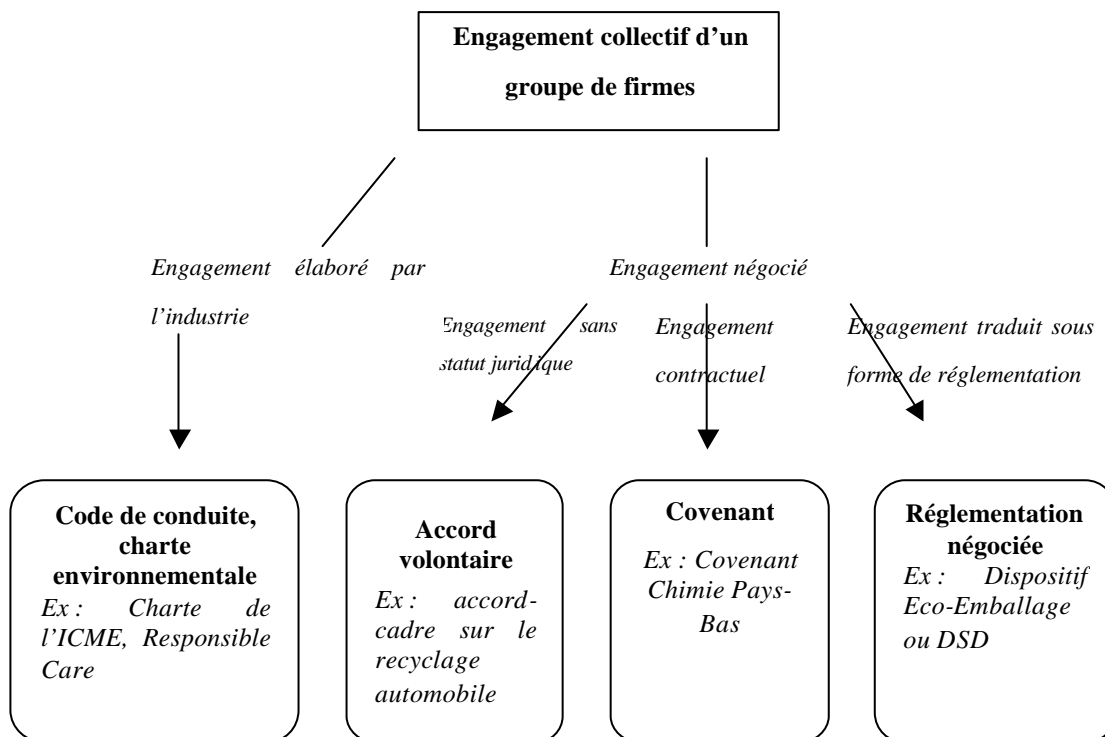 Engagement collectif d’un
groupe de firmes
Engagement élaboré par
l’industrie
Engagement négocié
Engagement sans
statut juridique
Engagement
contractuel
Engagement traduit sous
forme de réglementation
Code de conduite,
charte
environnementale
Ex : Charte de
l’ICME, Responsible
Care
Accord
volontaire
Ex : accord-
cadre sur le
recyclage
automobile
Covenant
Ex : Covenant
Chimie Pays-
Bas
Réglementation
négociée
Ex : Dispositif
Eco-Emballage
ou DSD